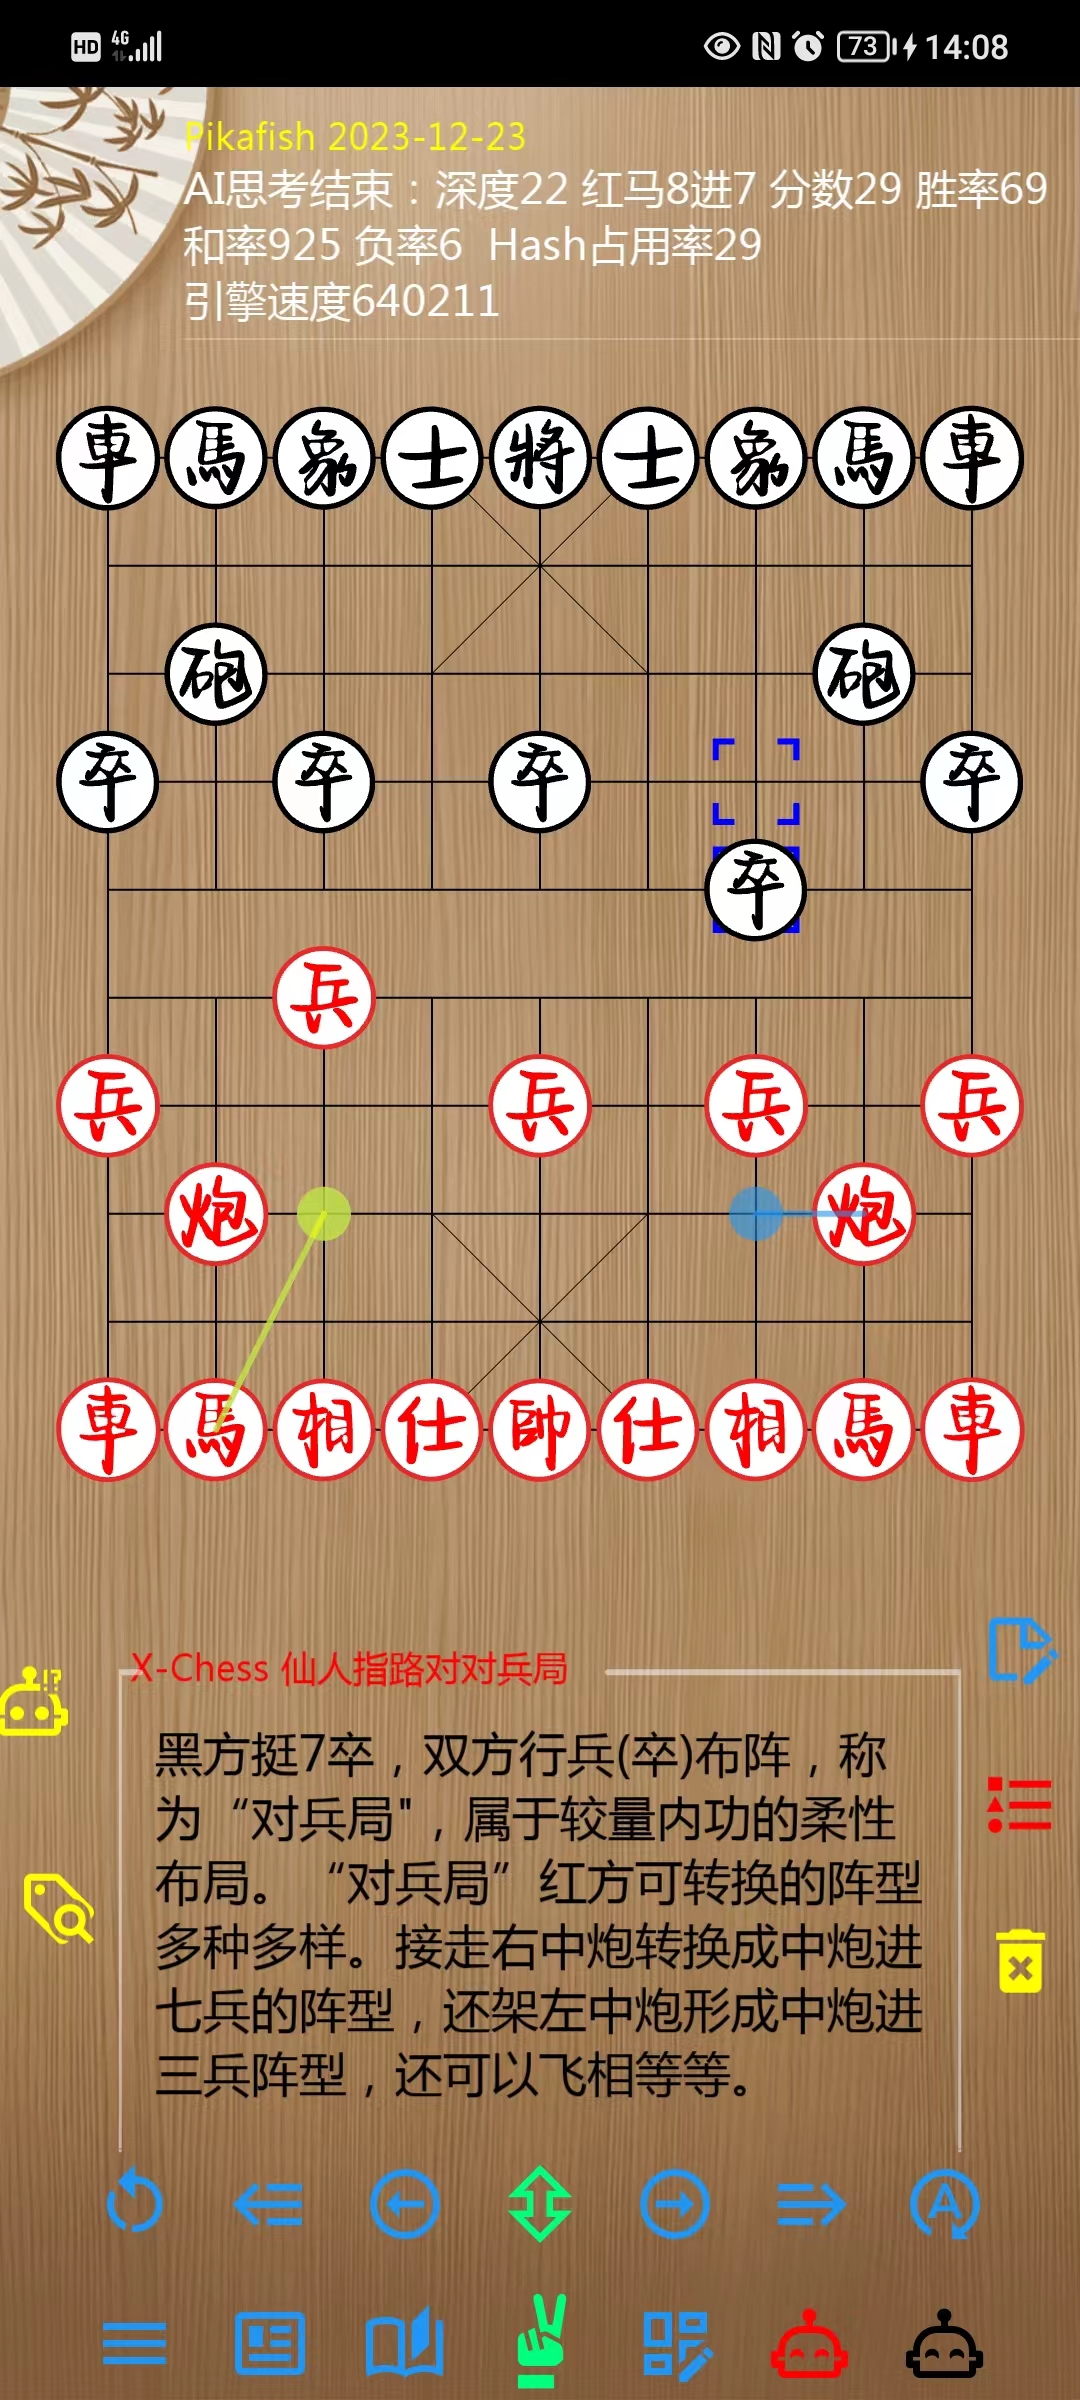 HD 4G 73 14:08
Pikafish 2023-12-23
AI思考结束：深度22 红马8进7 分数29 胜率69
和率925 负率6 Hash占用率29
引擎速度640211
車馬象士將士象馬車
砲 砲
卒 卒 卒 卒
卒
兵
兵 兵 兵 兵
炮 炮
車馬相仕帥仕相馬車
X-Chess 仙人指路对对兵局
黑方挺7卒，双方行兵(卒)布阵，称
为“对兵局"，属于较量内功的柔性
布局。“对兵局”红方可转换的阵型
多种多样。接走右中炮转换成中炮进
七兵的阵型，还架左中炮形成中炮进
三兵阵型，还可以飞相等等。
A